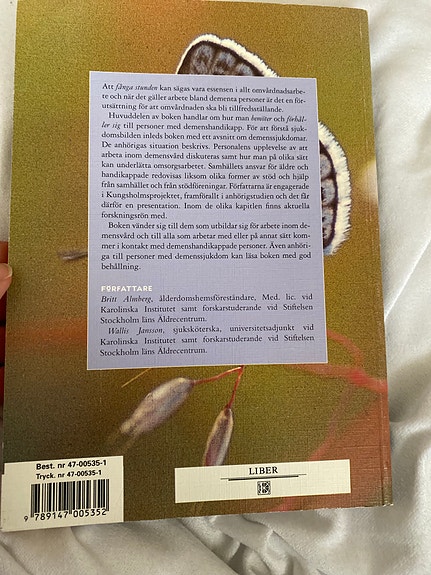 Att fånga stunden kan sägas vara essensen i allt omvårdnadsarbe-
te och när det gäller arbete bland dementa personer är det en för-
utsättning för att omvårdnaden ska bli tillfredsställande.
Huvuddelen av boken handlar om hur man bemöter och förhål-
ler sig till personer med demenshandikapp. För att förstå sjuk-
domsbilden inleds boken med ett avsnitt om demenssjukdomar.
De anhörigas situation beskrivs. Personalens upplevelse av att
arbeta inom demensvård diskuteras samt hur man på olika sätt
kan underlätta omsorgsarbetet. Samhällets ansvar för äldre och
handikappade redovisas liksom olika former av stöd och hjälp
från samhället och från stödföreningar. Författarna är engagerade
i Kungsholmsprojektet, framförallt i anhörigstudien och det får
därför en presentation. Inom de olika kapitlen finns aktuella
forskningsrön med.
Boken vänder sig till dem som utbildar sig för arbete inom de-
mensvård och till alla som arbetar med eller på annat sätt kom-
mer i kontakt med demenshandikappade personer. Även anhöri-
ga till personer med demenssjukdom kan läsa boken med god
behållning.
FÖRFATTARE
Britt Almberg, ålderdomshemsföreståndare, Med. lic. vid
Karolinska Institutet samt forskarstuderande vid Stiftelsen
Stockholm läns Äldrecentrum.
Wallis Jansson, sjuksköterska, universitetsadjunkt vid
Karolinska Institutet samt forskarstuderande vid Stiftelsen
Stockholm läns Äldrecentrum.
Best. nr 47-00535-1
Tryck. nr 47-00535-1
LIBER
9 789147 005352